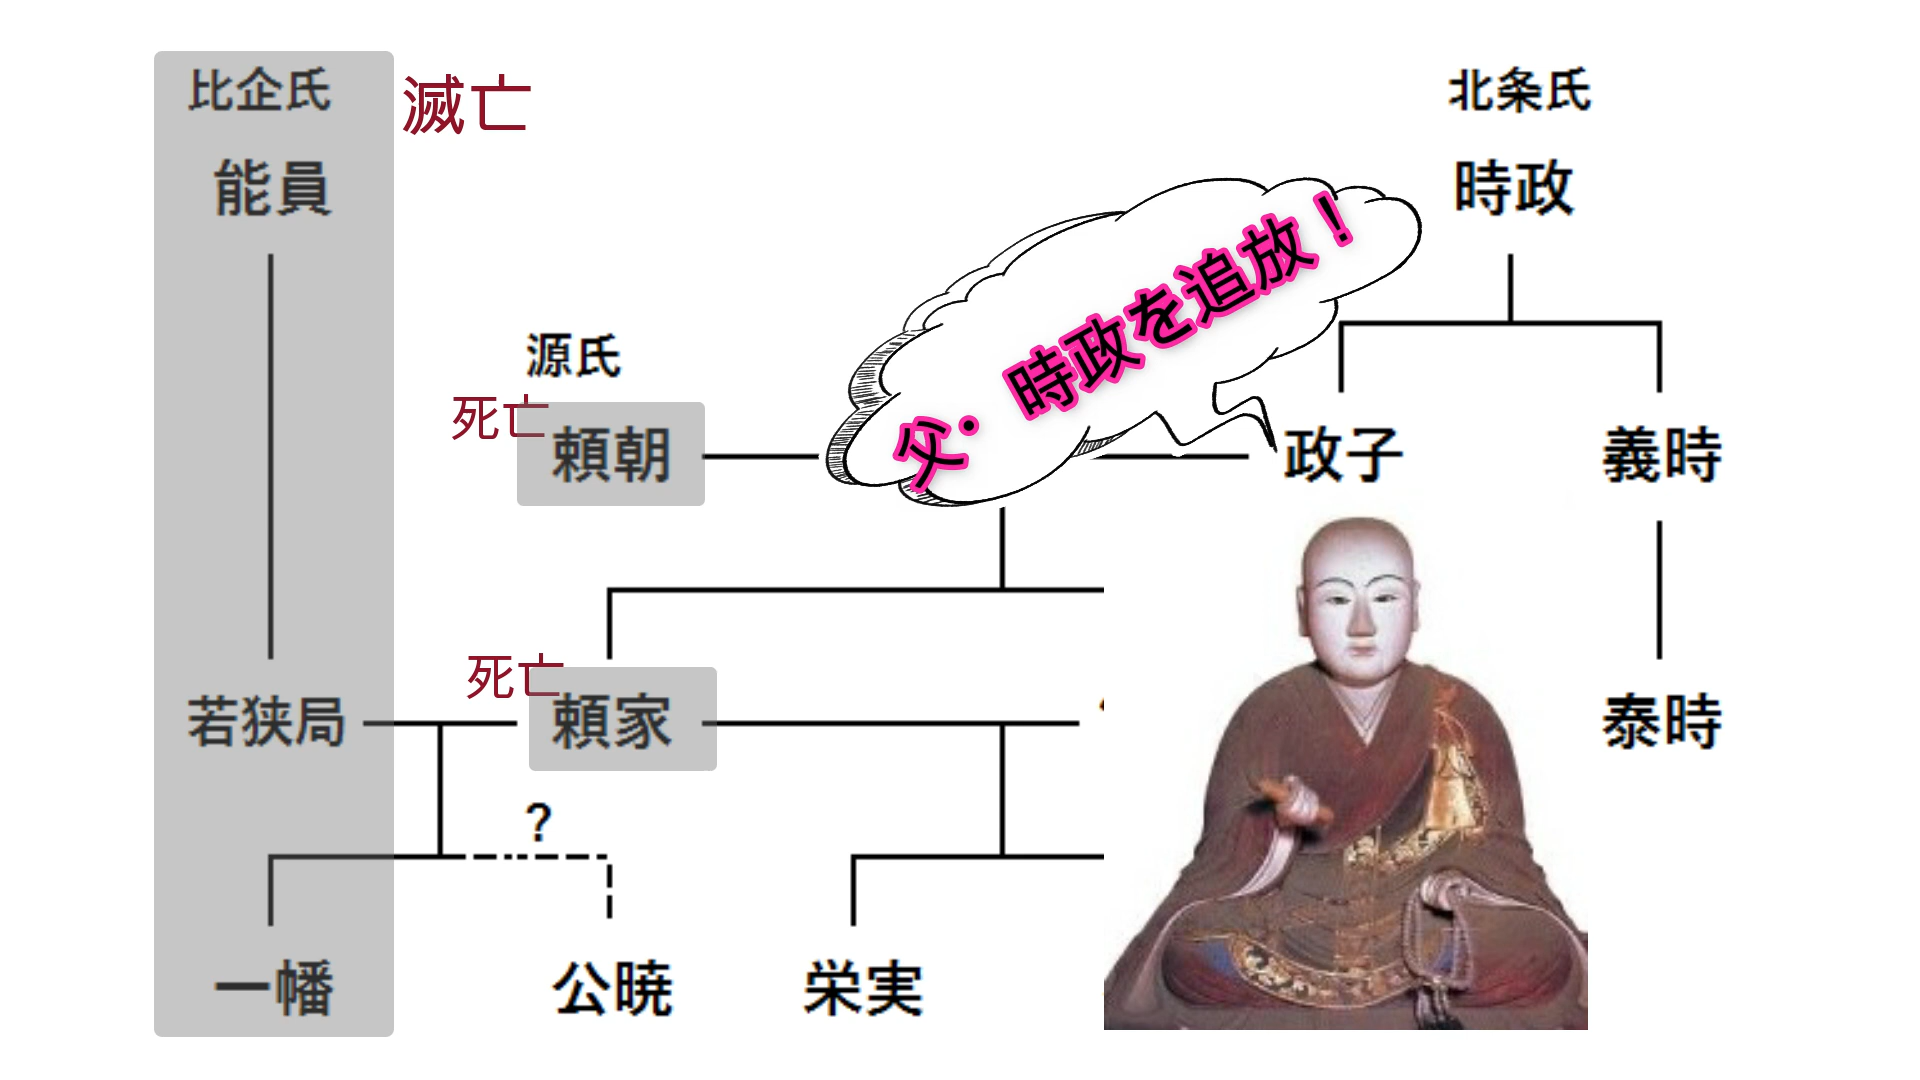 比企氏
滅亡
能員
北条氏
時政
父・時政を追放！
源氏
死亡
頼朝
政子
義時
死亡
若狭局
頼家
泰時
?
一幡
公暁
栄実